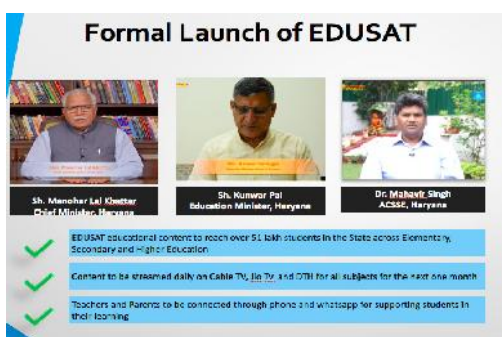 Formal Launch of EDUSAT
Sh. Manohar Lal Khattar
Chief Minister, Haryana
Sh. Kunwar Pal
Education Minister, Haryana
Dr. Mahavir Singh
ACSSE, Haryana
EDUSAT educational content to reach over 51 lakh students in the State across Elementary,
Secondary and Higher Education
Content to be streamed daily on Cable TV, Jio Tv, and DTH for all subjects for the next one month
Teachers and Parents to be connected through phone and whatsapp for supporting students in
their learning